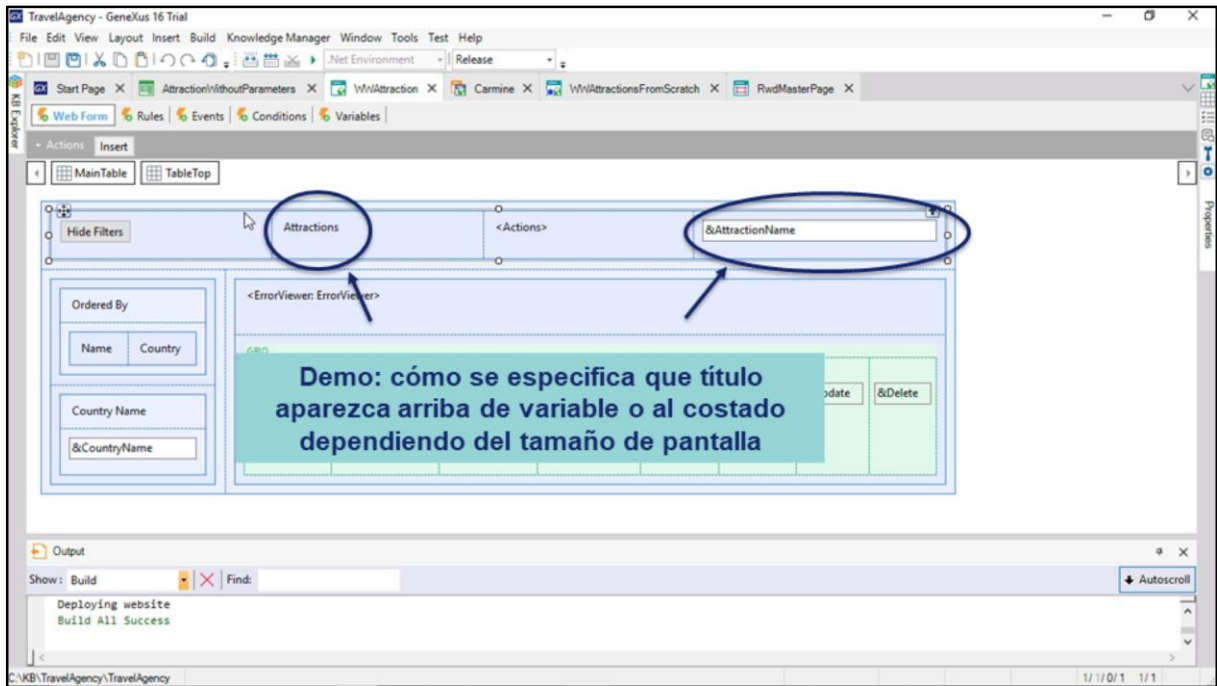 TravelAgency - GeneXus 16 Trial
File Edit View Layout Insert Build Knowledge Manager Window Tools Test Help
.Net Environment Release
Start Page AttractionWithoutParameters WWAttraction Carmine WWAttractionsFromScratch RwdMasterPage
KB Explorer
Web Form Rules Events Conditions Variables
Actions Insert
MainTable TableTop
Properties
Hide Filters Attractions <Actions> &AttractionName
Ordered By
<ErrorViewer: ErrorViewer>
Name Country
GRID
Demo: cómo se especifica que título
aparezca arriba de variable o al costado
dependiendo del tamaño de pantalla
&Delete
Country Name
&CountryName
Output
Show: Build Find: Autoscroll
Deploying website
Build All Success
C:\KB\TravelAgency\TravelAgency 1/1/0/1 1/1